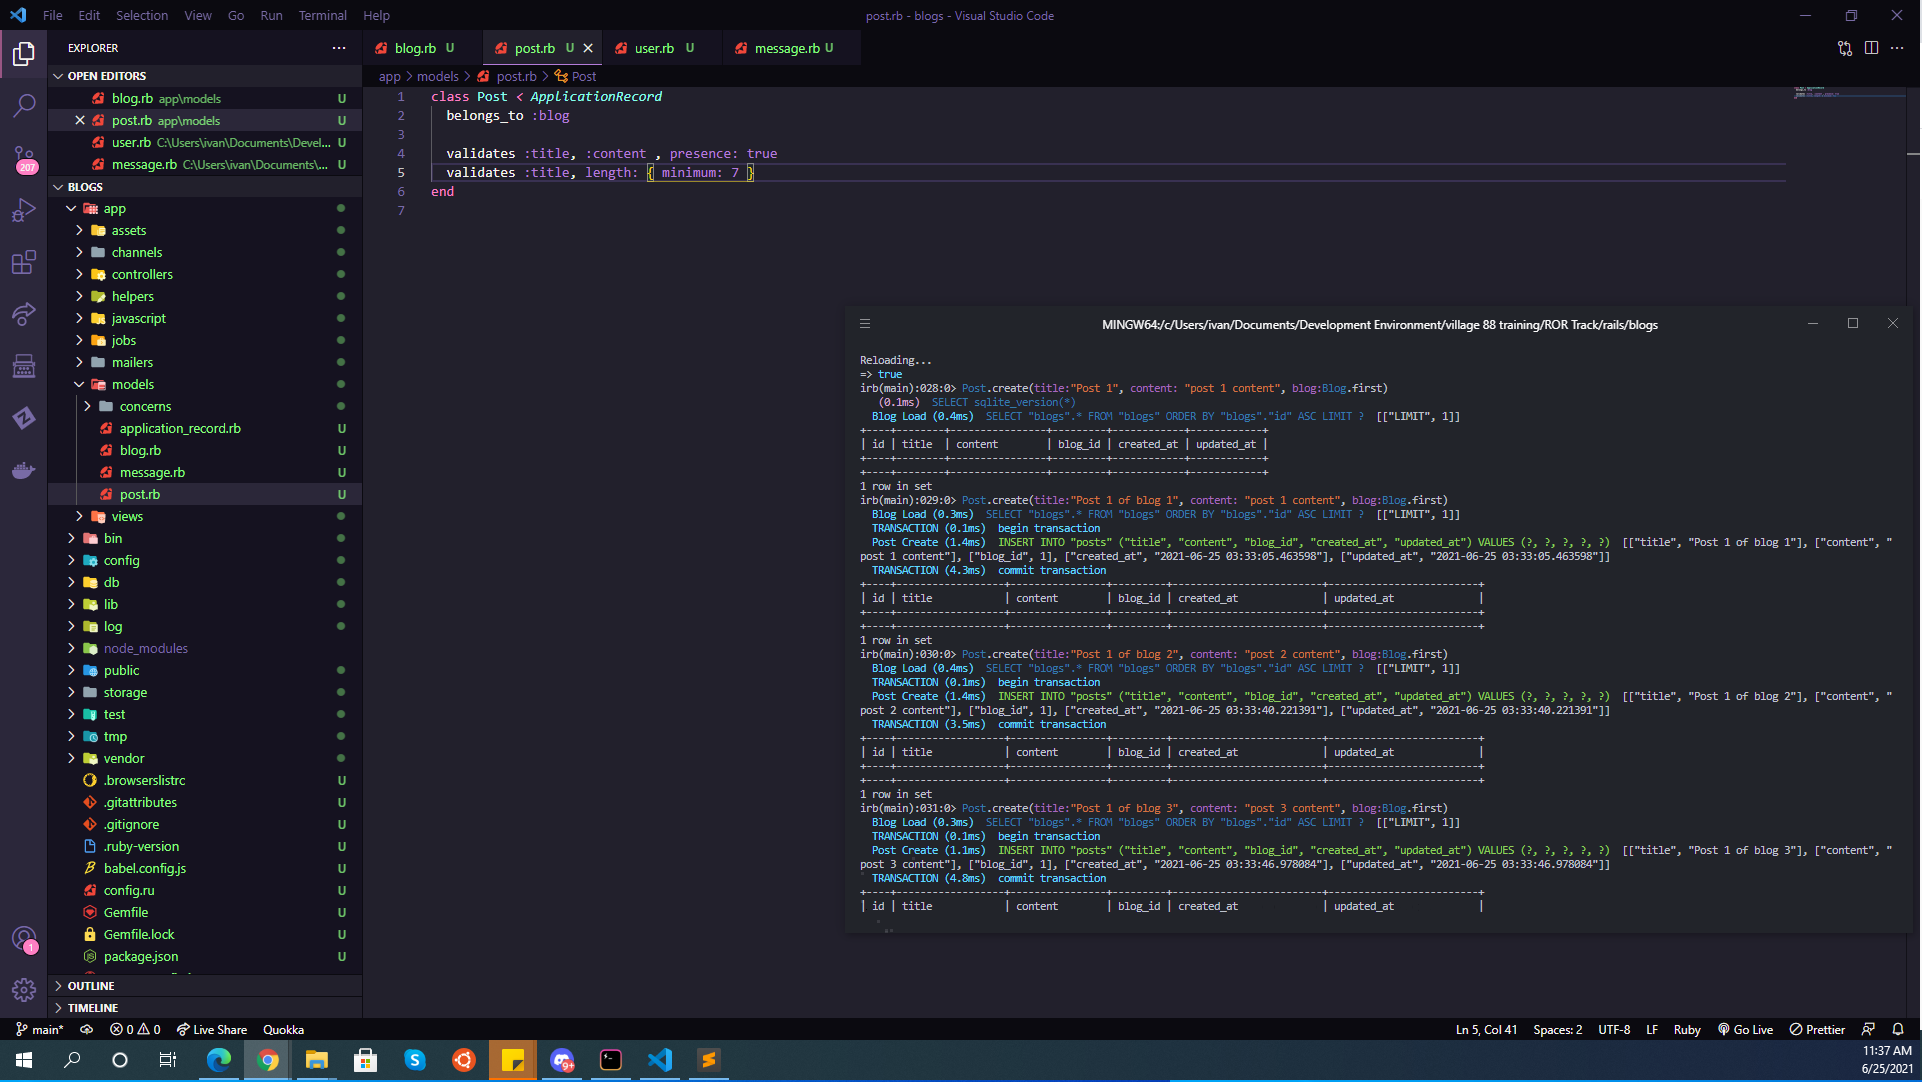 File Edit Selection View Go Run Terminal Help
post.rb - blogs - Visual Studio Code
EXPLORER
OPEN EDITORS
blog.rb app\models U
post.rb app\models U
user.rb C:\Users\ivan\Documents\Devel... U
message.rb C:\Users\ivan\Documents\... U
BLOGS
app
assets
channels
controllers
helpers
javascript
jobs
mailers
models
concerns
application_record.rb U
blog.rb U
message.rb U
post.rb U
views
bin
config
db
lib
log
node_modules
public
storage
test
tmp
vendor
.browserslistrc U
.gitattributes U
.gitignore U
.ruby-version U
babel.config.js U
config.ru U
Gemfile U
Gemfile.lock U
package.json U
OUTLINE
TIMELINE
207
1
blog.rb U post.rb U user.rb U message.rb U
app > models > post.rb > Post
1 class Post < ApplicationRecord
2 belongs_to :blog
3
4 validates :title, :content , presence: true
5 validates :title, length: { minimum: 7 }
6 end
7
MINGW64:/c/Users/ivan/Documents/Development Environment/village 88 training/ROR Track/rails/blogs
Reloading...
=> true
irb(main):028:0> Post.create(title:"Post 1", content: "post 1 content", blog:Blog.first)
(0.1ms) SELECT sqlite_version(*)
Blog Load (0.4ms) SELECT "blogs".* FROM "blogs" ORDER BY "blogs"."id" ASC LIMIT ? [["LIMIT", 1]]
+----+--------+----------------+---------+------------+------------+
| id | title | content | blog_id | created_at | updated_at |
+----+--------+----------------+---------+------------+------------+
+----+--------+----------------+---------+------------+------------+
1 row in set
irb(main):029:0> Post.create(title:"Post 1 of blog 1", content: "post 1 content", blog:Blog.first)
Blog Load (0.3ms) SELECT "blogs".* FROM "blogs" ORDER BY "blogs"."id" ASC LIMIT ? [["LIMIT", 1]]
TRANSACTION (0.1ms) begin transaction
Post Create (1.4ms) INSERT INTO "posts" ("title", "content", "blog_id", "created_at", "updated_at") VALUES (?, ?, ?, ?, ?) [["title", "Post 1 of blog 1"], ["content", "
post 1 content"], ["blog_id", 1], ["created_at", "2021-06-25 03:33:05.463598"], ["updated_at", "2021-06-25 03:33:05.463598"]]
TRANSACTION (4.3ms) commit transaction
+----+------------------+----------------+---------+-------------------------+-------------------------+
| id | title | content | blog_id | created_at | updated_at |
+----+------------------+----------------+---------+-------------------------+-------------------------+
+----+------------------+----------------+---------+-------------------------+-------------------------+
1 row in set
irb(main):030:0> Post.create(title:"Post 1 of blog 2", content: "post 2 content", blog:Blog.first)
Blog Load (0.4ms) SELECT "blogs".* FROM "blogs" ORDER BY "blogs"."id" ASC LIMIT ? [["LIMIT", 1]]
TRANSACTION (0.1ms) begin transaction
Post Create (1.4ms) INSERT INTO "posts" ("title", "content", "blog_id", "created_at", "updated_at") VALUES (?, ?, ?, ?, ?) [["title", "Post 1 of blog 2"], ["content", "
post 2 content"], ["blog_id", 1], ["created_at", "2021-06-25 03:33:40.221391"], ["updated_at", "2021-06-25 03:33:40.221391"]]
TRANSACTION (3.5ms) commit transaction
+----+------------------+----------------+---------+-------------------------+-------------------------+
| id | title | content | blog_id | created_at | updated_at |
+----+------------------+----------------+---------+-------------------------+-------------------------+
+----+------------------+----------------+---------+-------------------------+-------------------------+
1 row in set
irb(main):031:0> Post.create(title:"Post 1 of blog 3", content: "post 3 content", blog:Blog.first)
Blog Load (0.3ms) SELECT "blogs".* FROM "blogs" ORDER BY "blogs"."id" ASC LIMIT ? [["LIMIT", 1]]
TRANSACTION (0.1ms) begin transaction
Post Create (1.1ms) INSERT INTO "posts" ("title", "content", "blog_id", "created_at", "updated_at") VALUES (?, ?, ?, ?, ?) [["title", "Post 1 of blog 3"], ["content", "
post 3 content"], ["blog_id", 1], ["created_at", "2021-06-25 03:33:46.978084"], ["updated_at", "2021-06-25 03:33:46.978084"]]
TRANSACTION (4.8ms) commit transaction
+----+------------------+----------------+---------+-------------------------+-------------------------+
| id | title | content | blog_id | created_at | updated_at |
main* 0 0 Live Share Quokka
Ln 5, Col 41 Spaces: 2 UTF-8 LF Ruby Go Live Prettier
9+
11:37 AM
6/25/2021